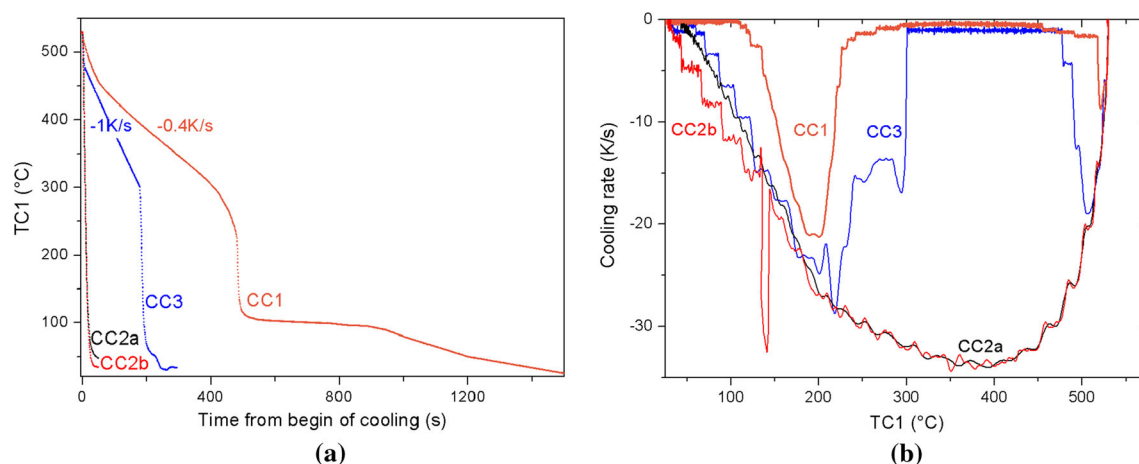 500
400
300
200
100
TC1 (°C)
-1K/s
-0.4K/s
CC3
CC1
CC2a
CC2b
0 400 800 1200
Time from begin of cooling (s)
(a)
0
-10
-20
-30
Cooling rate (K/s)
CC2b
CC1
CC3
CC2a
100 200 300 400 500
TC1 (°C)
(b)